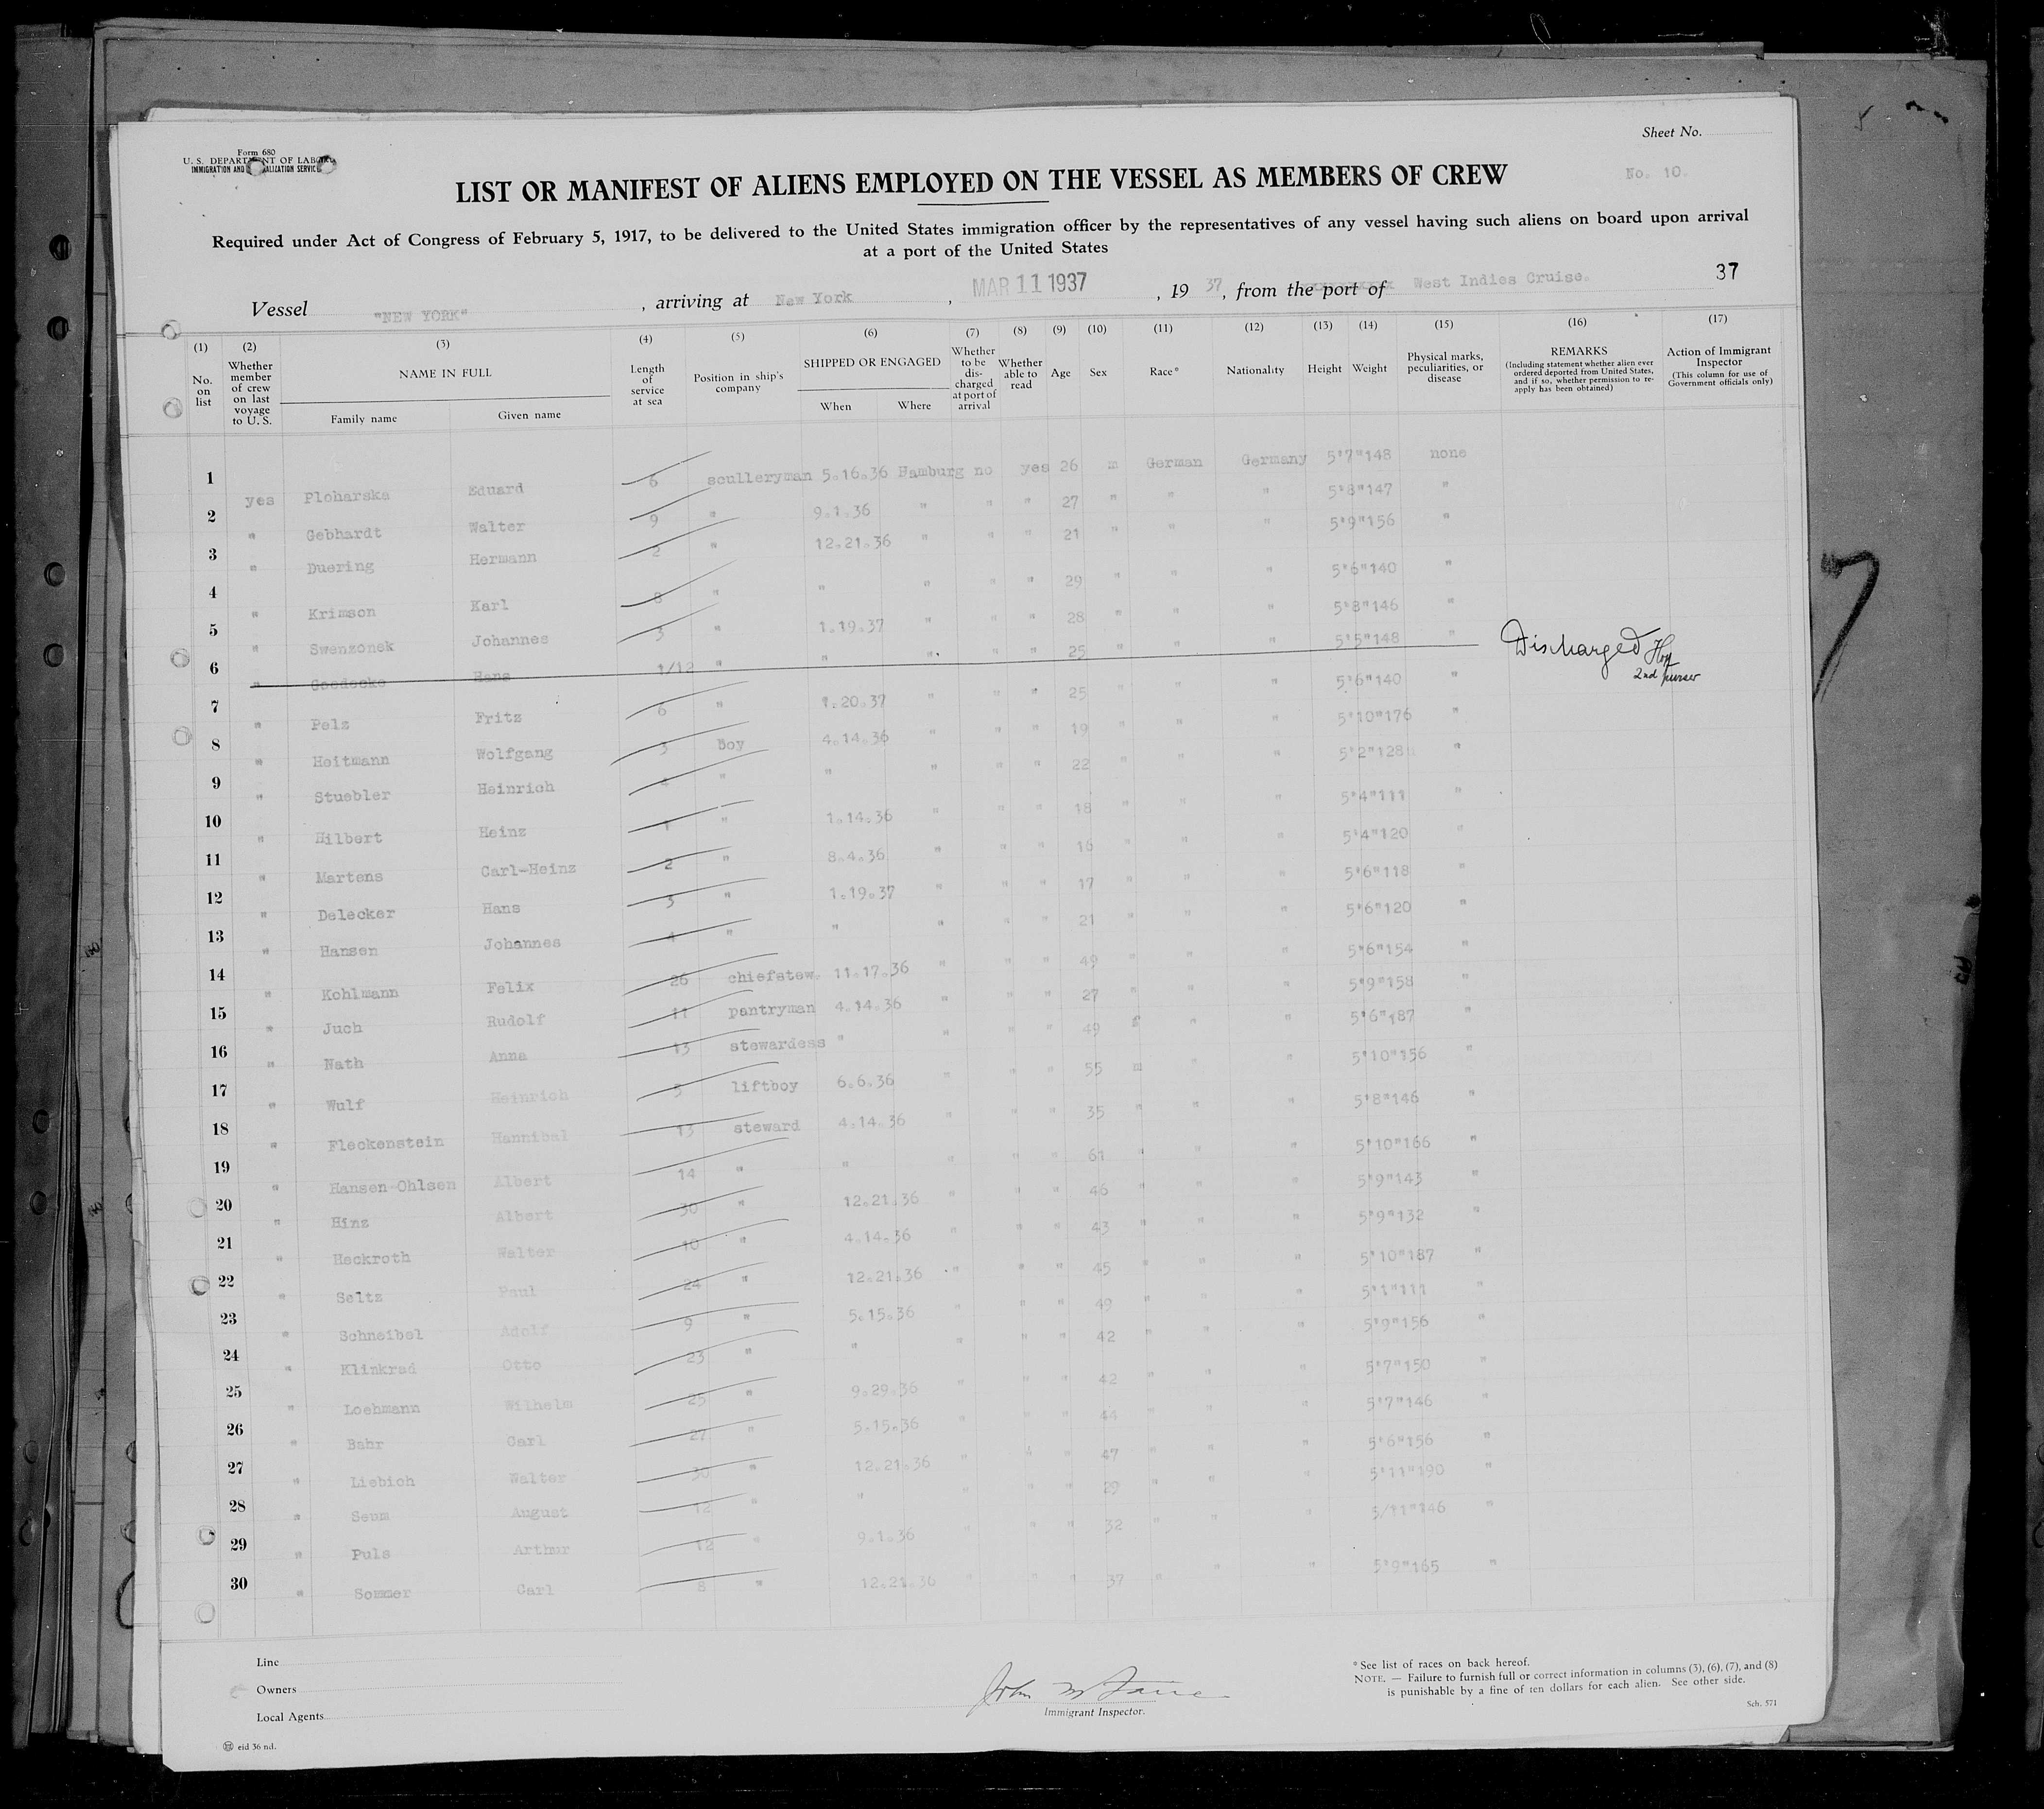 Sheet No.
Form 680
U. S. DEPARTMENT OF LABOR
IMMIGRATION AND NATURALIZATION SERVICE
No. 10.
LIST OR MANIFEST OF ALIENS EMPLOYED ON THE VESSEL AS MEMBERS OF CREW
Required under Act of Congress of February 5, 1917, to be delivered to the United States immigration officer by the representatives of any vessel having such aliens on board upon arrival
at a port of the United States
37
Vessel "NEW YORK", arriving at New York, MAR 11 1937, 19 37, from the port of West Indies Cruise.
(1) (2) (3) (4) (5) (6) (7) (8) (9) (10) (11) (12) (13) (14) (15) (16) (17)
No. on list
Whether member of crew on last voyage to U. S.
NAME IN FULL
Family name Given name
Length of service at sea
Position in ship's company
SHIPPED OR ENGAGED
When Where
Whether to be discharged at port of arrival
Whether able to read
Age Sex Race* Nationality Height Weight
Physical marks, peculiarities, or disease
REMARKS
(Including statement whether alien ever ordered deported from United States, and if so, whether permission to reapply has been obtained)
Action of Immigrant Inspector
(This column for use of Government officials only)
1 yes Ploharska Eduard 6 sculleryman 5.16.36 Hamburg no yes 26 m German Germany 5'7"148 none
2 " Gebhardt Walter 9 " 9.1.36 " " " 27 " " " 5'8"147 "
3 " Duering Hermann 2 " 12.21.36 " " " 21 " " " 5'9"156 "
4 " Krimson Karl 8 " " " " " 29 " " " 5'6"140 "
5 " Swenzonek Johannes 3 " 1.19.37 " " " 28 " " " 5'8"146 "
6 " Goedecke Hans 1/12 " " " " " 25 " " " 5'5"148 " Discharged
2nd purser
7 " Pelz Fritz 6 " 1.20.37 " " " 25 " " " 5'6"140 "
8 " Heitmann Wolfgang 3 Boy 4.14.36 " " " 19 " " " 5'10"176 "
9 " Stuebler Heinrich 4 " " " " " 22 " " " 5'2"128 "
10 " Hilbert Heinz 1 " 1.14.36 " " " 18 " " " 5'4"111 "
11 " Martens Carl-Heinz 2 " 8.4.36 " " " 16 " " " 5'4"120 "
12 " Delecker Hans 3 " 1.19.37 " " " 17 " " " 5'6"118 "
13 " Hansen Johannes 4 " " " " " 21 " " " 5'6"120 "
14 " Kohlmann Felix 26 chiefstew. 11.17.36 " " " 49 " " " 5'6"154 "
15 " Juch Rudolf 11 pantryman 4.14.36 " " " 27 " " " 5'9"158 "
16 " Nath Anna 13 stewardess " " " " 49 f " " 5'6"187 "
17 " Wulf Heinrich 5 liftboy 6.6.36 " " " 55 m " " 5'10"156 "
18 " Fleckenstein Hannibal 13 steward 4.14.36 " " " 35 " " " 5'8"146 "
19 " Hansen-Ohlsen Albert 14 " " " " " 61 " " " 5'10"166 "
20 " Hinz Albert 30 " 12.21.36 " " " 46 " " " 5'9"143 "
21 " Heckroth Walter 10 " 4.14.36 " " " 43 " " " 5'9"132 "
22 " Seltz Paul 24 " 12.21.36 " " " 45 " " " 5'10"187 "
23 " Schneibel Adolf 9 " 5.15.36 " " " 49 " " " 5'1"111 "
24 " Klinkrad Otto 23 " " " " " 42 " " " 5'9"156 "
25 " Loehmann Wilhelm 25 " 9.29.36 " " " 42 " " " 5'7"150 "
26 " Bahr Carl 27 " 5.15.36 " " " 44 " " " 5'7"146 "
27 " Liebich Walter 30 " 12.21.36 " " " 47 " " " 5'6"156 "
28 " Seum August 12 " " " " " 29 " " " 5'11"190 "
29 " Puls Arthur 12 " 9.1.36 " " " 32 " " " 5/11"146 "
30 " Sommer Carl 8 " 12.21.36 " " " 37 " " " 5'9"165 "
Line
Owners
Local Agents
Immigrant Inspector.
*See list of races on back hereof.
NOTE. — Failure to furnish full or correct information in columns (3), (6), (7), and (8)
is punishable by a fine of ten dollars for each alien. See other side.
Sch. 571
eid 36 nd.